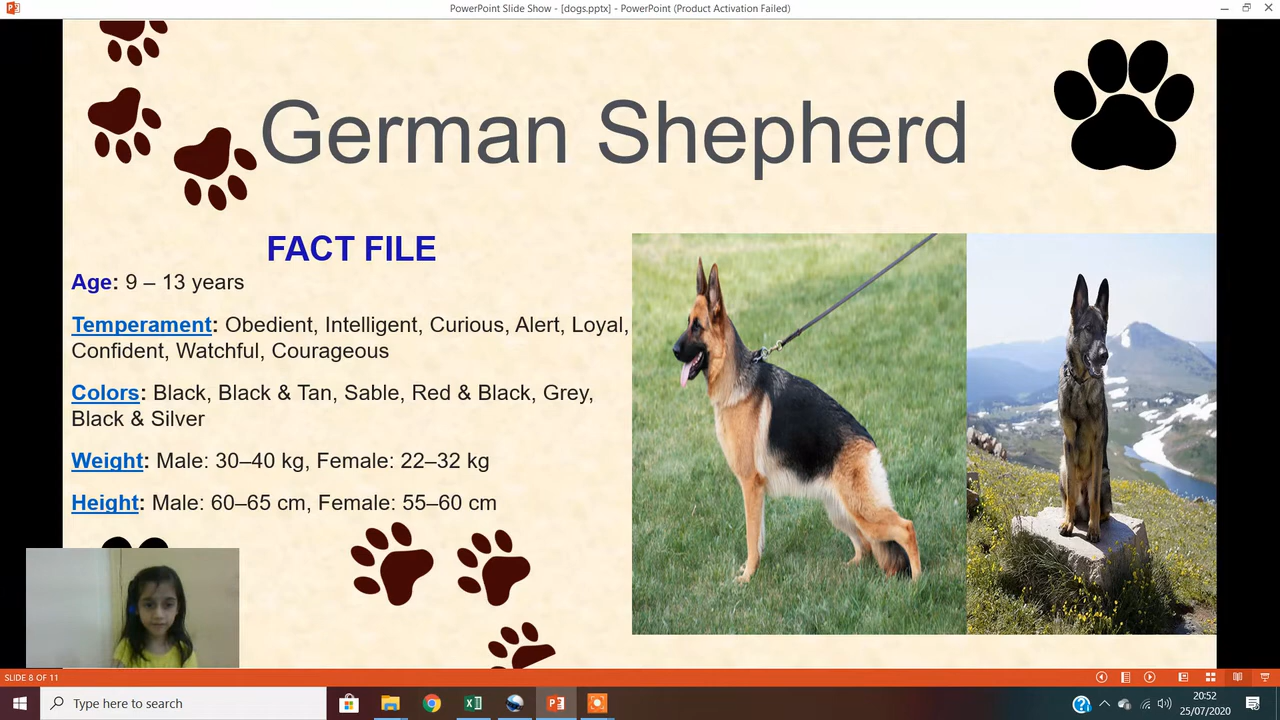 PowerPoint Slide Show - [dogs.pptx] - PowerPoint (Product Activation Failed)
German Shepherd
FACT FILE
Age: 9 – 13 years
Temperament: Obedient, Intelligent, Curious, Alert, Loyal,
Confident, Watchful, Courageous
Colors: Black, Black & Tan, Sable, Red & Black, Grey,
Black & Silver
Weight: Male: 30–40 kg, Female: 22–32 kg
Height: Male: 60–65 cm, Female: 55–60 cm
SLIDE 8 OF 11
Type here to search
20:52
25/07/2020